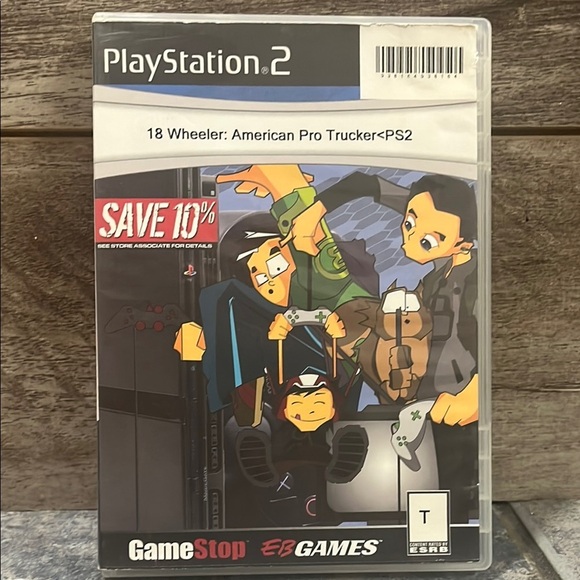 PlayStation®2
18 Wheeler: American Pro Trucker<PS2
SAVE 10%
SEE STORE ASSOCIATE FOR DETAILS
T
CONTENT RATED BY
ESRB
GameStop EB GAMES